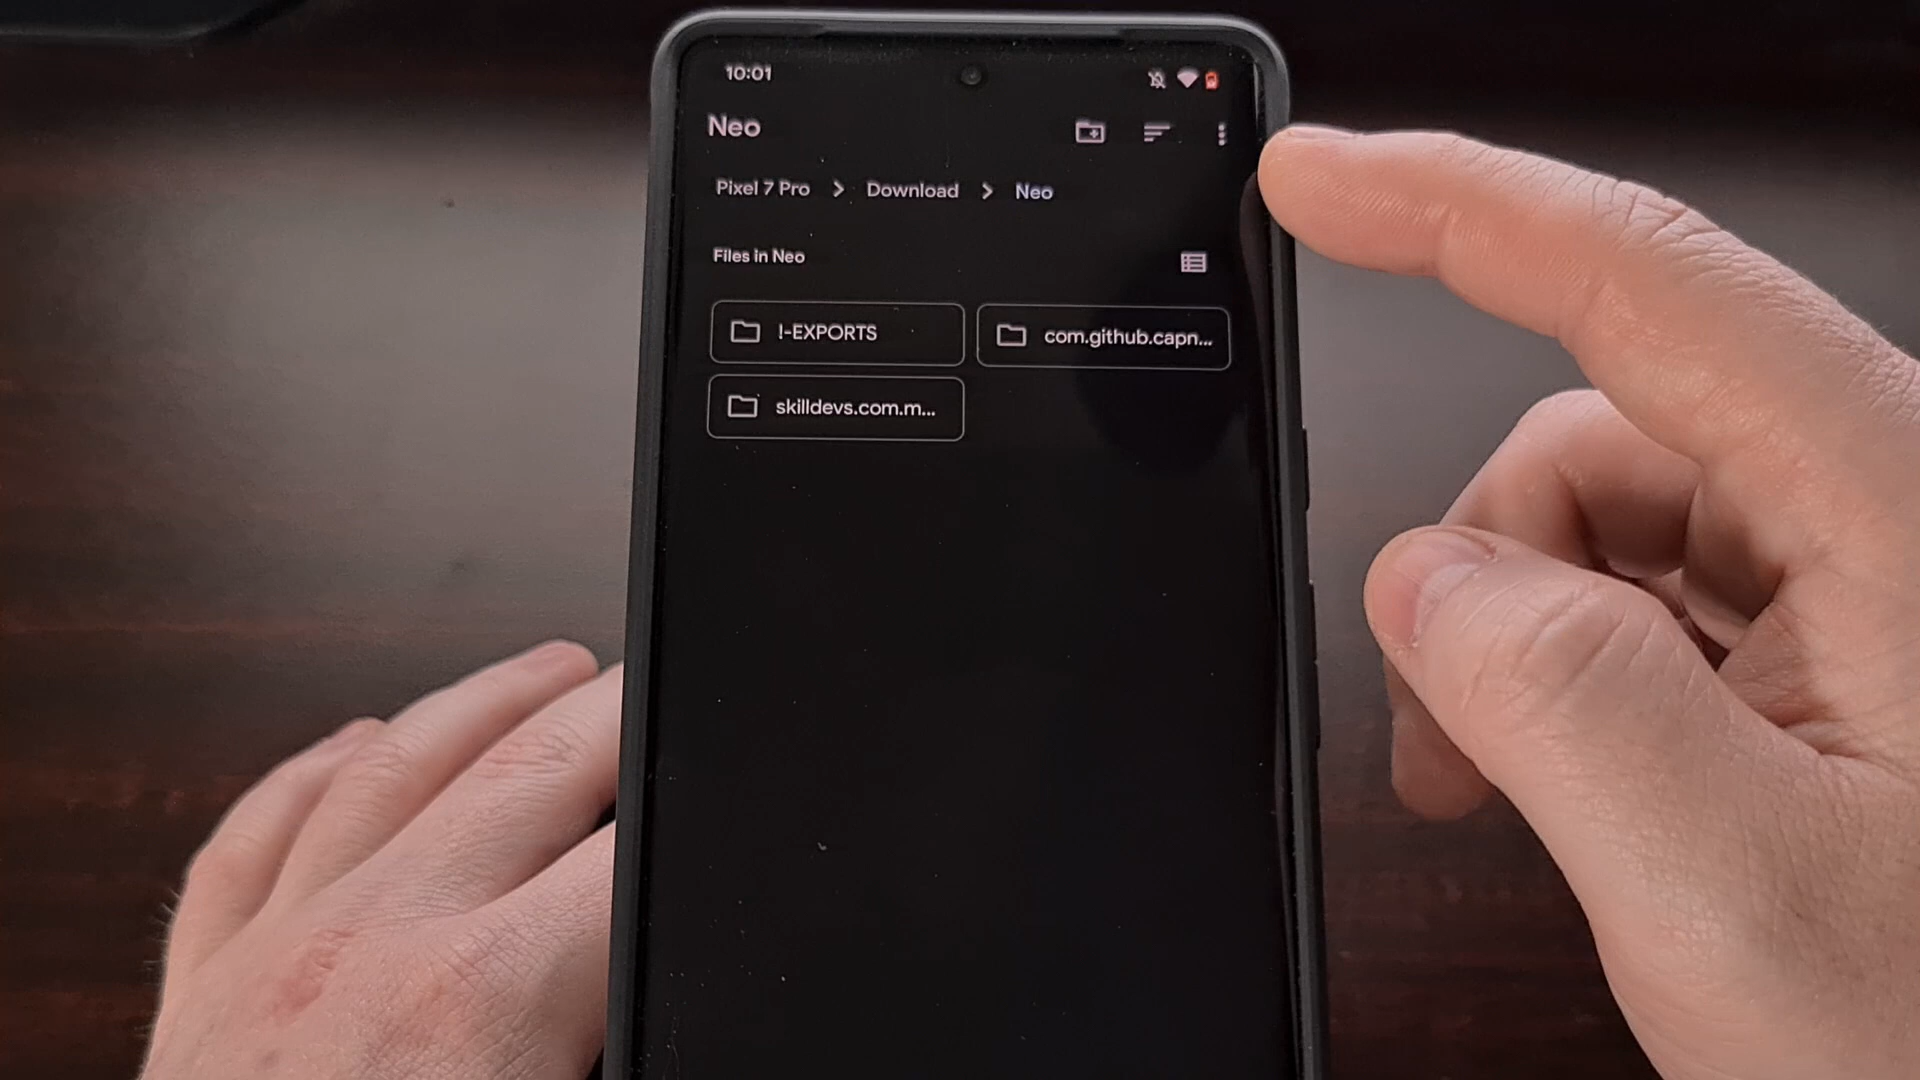 10:01
Neo
Pixel 7 Pro > Download > Neo
Files in Neo
!-EXPORTS
com.github.capn...
skilldevs.com.m...